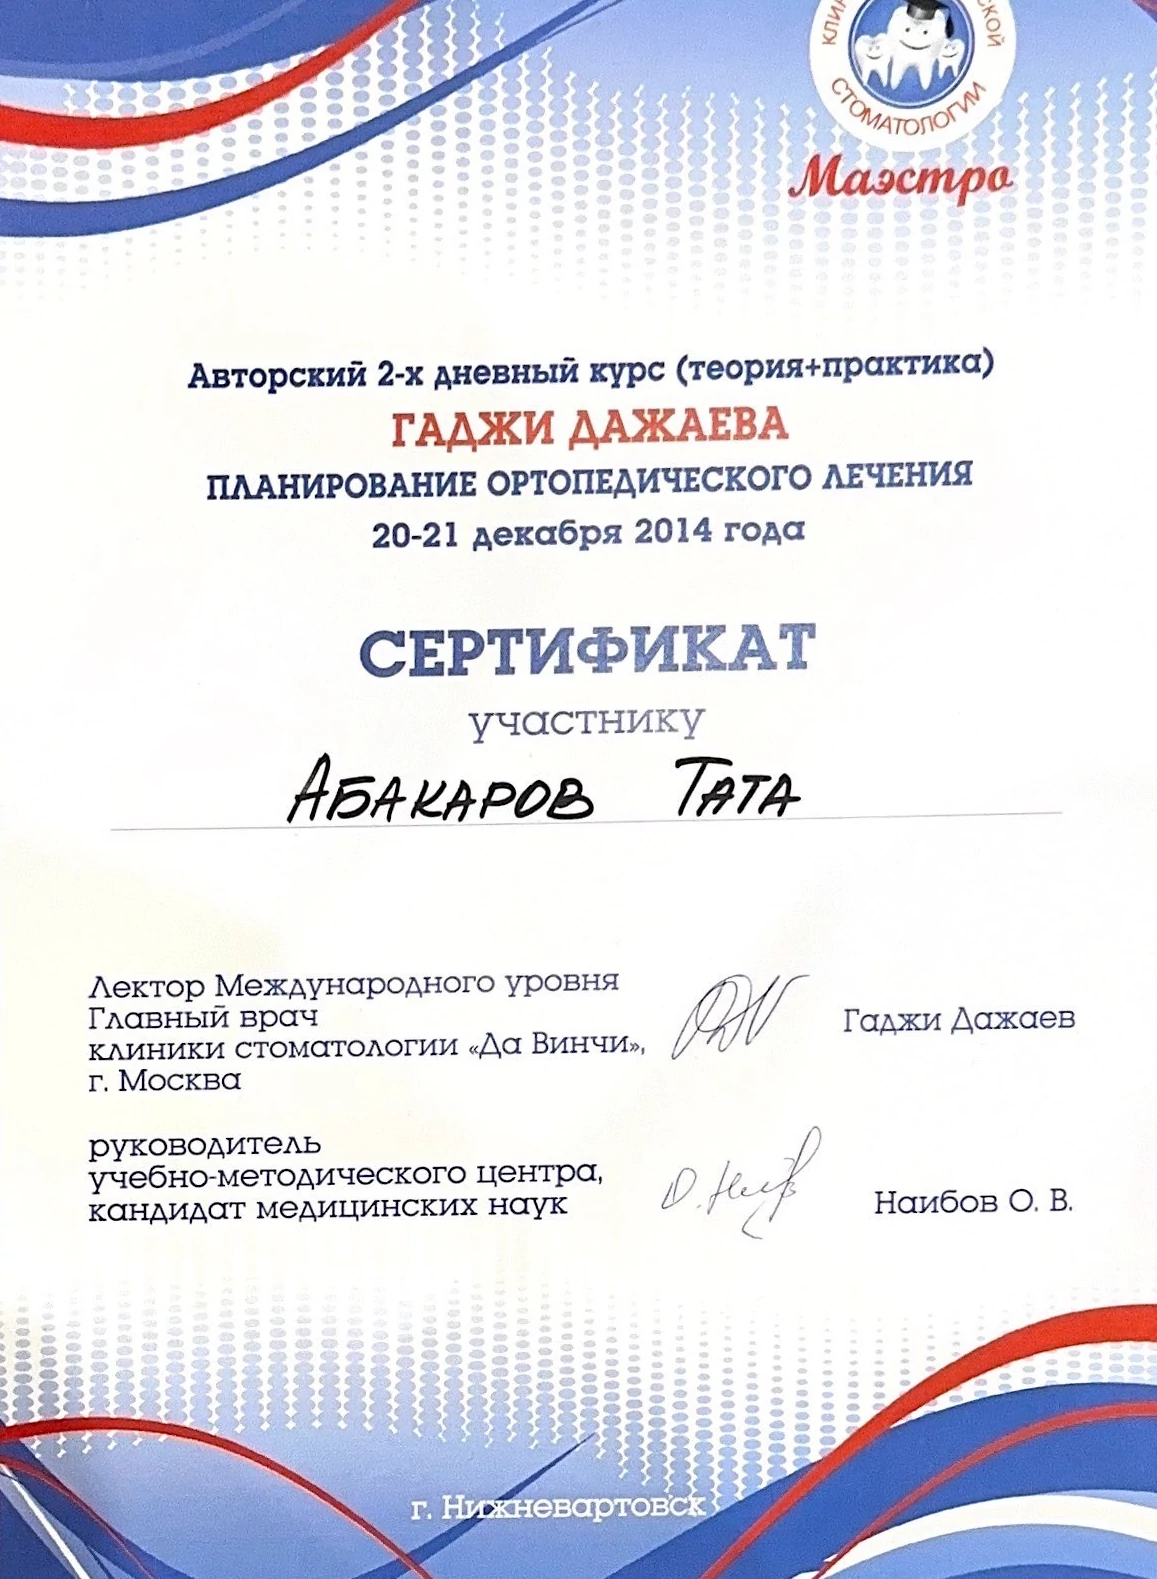 СТОМАТОЛОГИИ
Маэстро
Авторский 2-х дневный курс (теория+практика)
ГАДЖИ ДАЖАЕВА
ПЛАНИРОВАНИЕ ОРТОПЕДИЧЕСКОГО ЛЕЧЕНИЯ
20-21 декабря 2014 года
СЕРТИФИКАТ
участнику
АБАКАРОВ ТАТА
Лектор Международного уровня
Главный врач
клиники стоматологии «Да Винчи»,
г. Москва
Гаджи Дажаев
руководитель
учебно-методического центра,
кандидат медицинских наук
Наибов О. В.
г. Нижневартовск